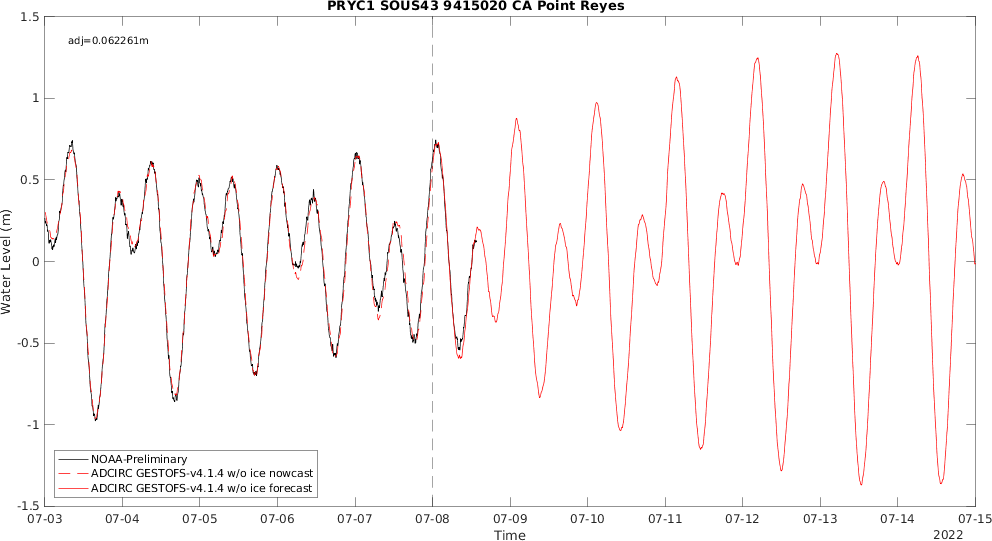 PRYC1 SOUS43 9415020 CA Point Reyes
adj=0.062261m
Water Level (m)
1.5
1
0.5
0
-0.5
-1
-1.5
NOAA-Preliminary
ADCIRC GESTOFS-v4.1.4 w/o ice nowcast
ADCIRC GESTOFS-v4.1.4 w/o ice forecast
07-03 07-04 07-05 07-06 07-07 07-08 07-09 07-10 07-11 07-12 07-13 07-14 07-15
Time
2022